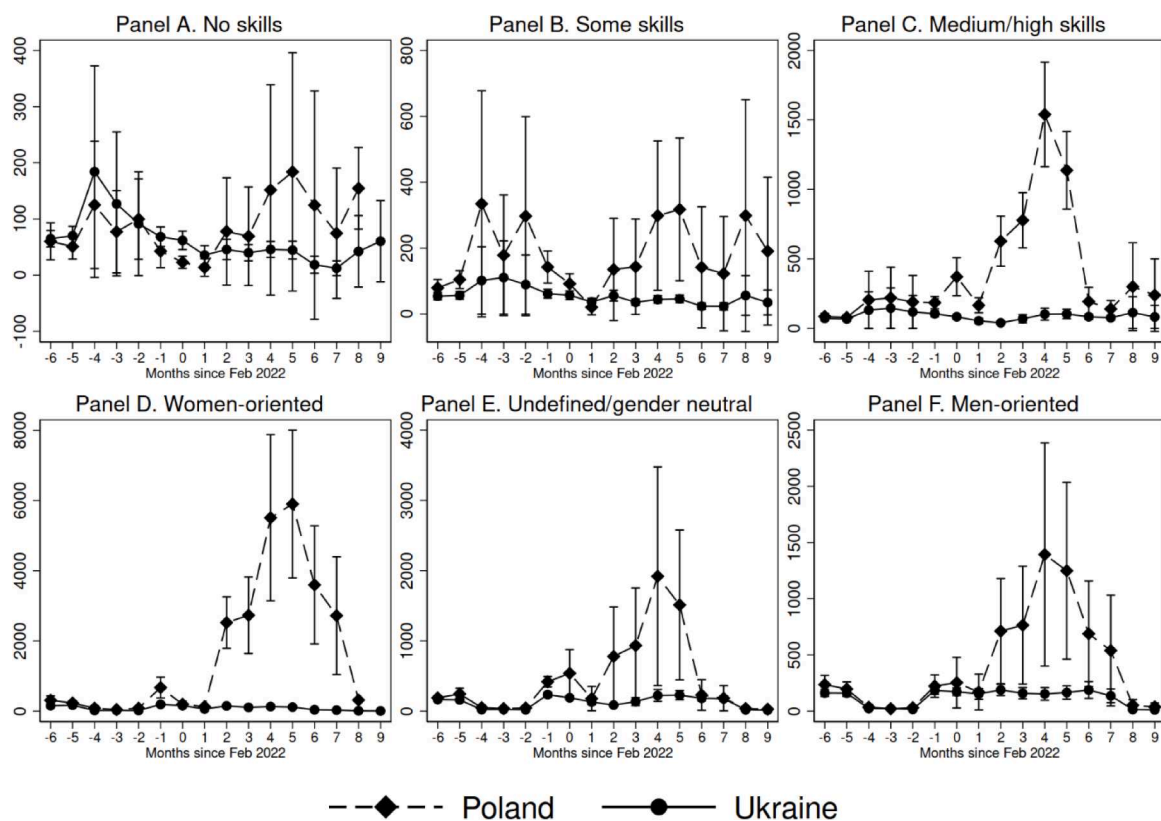 Panel A. No skills
400
300
200
100
0
-100
-6 -5 -4 -3 -2 -1 0 1 2 3 4 5 6 7 8 9
Months since Feb 2022
Panel B. Some skills
800
600
400
200
0
-6 -5 -4 -3 -2 -1 0 1 2 3 4 5 6 7 8 9
Months since Feb 2022
Panel C. Medium/high skills
2000
1500
1000
500
0
-6 -5 -4 -3 -2 -1 0 1 2 3 4 5 6 7 8 9
Months since Feb 2022
Panel D. Women-oriented
8000
6000
4000
2000
0
-6 -5 -4 -3 -2 -1 0 1 2 3 4 5 6 7 8 9
Months since Feb 2022
Panel E. Undefined/gender neutral
4000
3000
2000
1000
0
-6 -5 -4 -3 -2 -1 0 1 2 3 4 5 6 7 8 9
Months since Feb 2022
Panel F. Men-oriented
2500
2000
1500
1000
500
0
-6 -5 -4 -3 -2 -1 0 1 2 3 4 5 6 7 8 9
Months since Feb 2022
Poland Ukraine